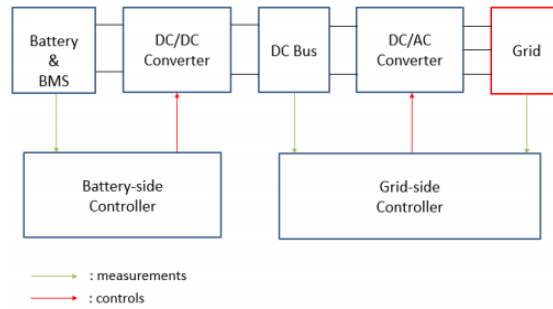 Battery
&
BMS
DC/DC
Converter
DC Bus
DC/AC
Converter
Grid
Battery-side
Controller
Grid-side
Controller
: measurements
: controls